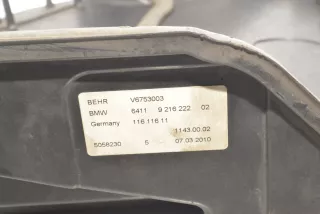 BEHR V6753003
BMW 6411 9 216 222 02
Germany 116 116 11
1143.00.02
5056230 5 07.03.2010